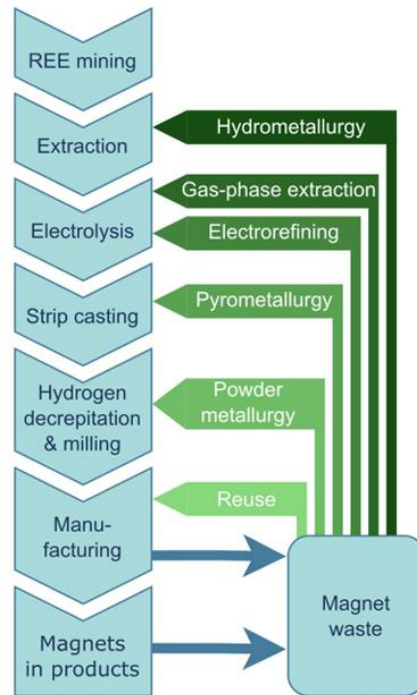 REE mining
Extraction
Hydrometallurgy
Gas-phase extraction
Electrolysis
Electrorefining
Strip casting
Pyrometallurgy
Hydrogen
decrepitation
& milling
Powder
metallurgy
Reuse
Manu-
facturing
Magnets
in products
Magnet
waste